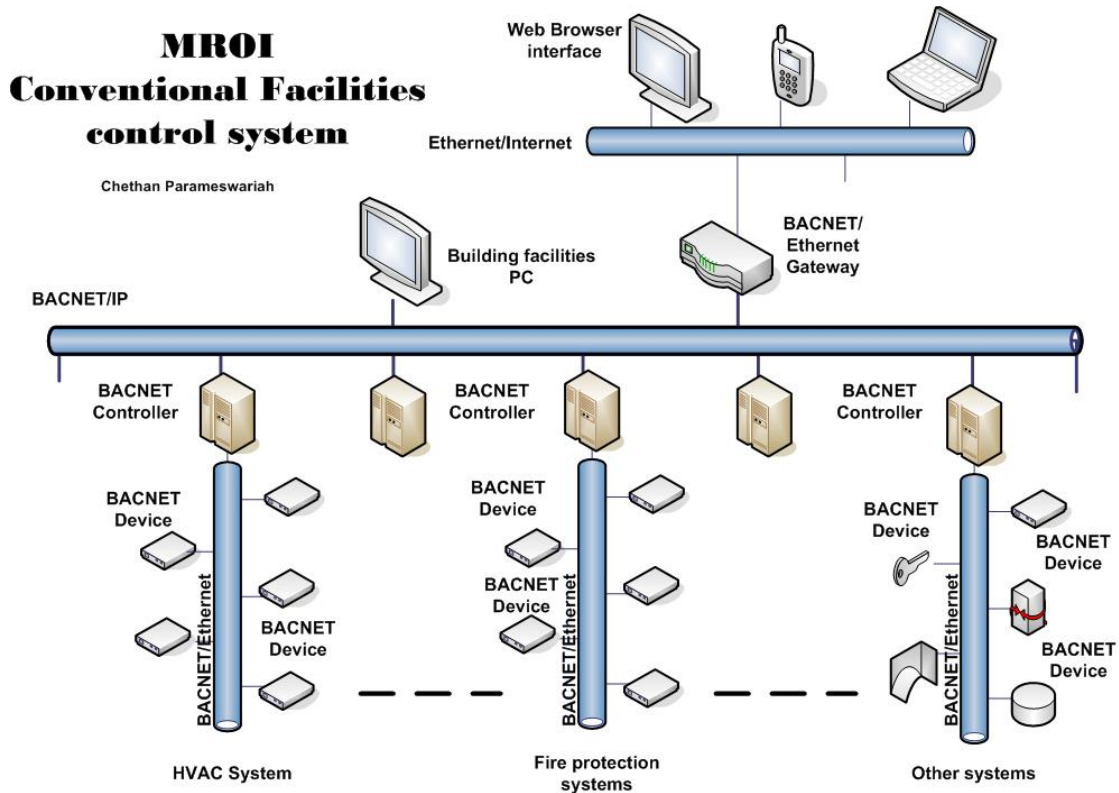 MROI
Conventional Facilities
control system
Chethan Parameswariah
Web Browser
interface
Ethernet/Internet
BACNET/
Ethernet
Gateway
Building facilities
PC
BACNET/IP
BACNET
Controller
BACNET
Controller
BACNET
Controller
BACNET
Device
BACNET
Device
BACNET/Ethernet
HVAC System
BACNET
Device
BACNET
Device
BACNET/Ethernet
Fire protection
systems
BACNET
Device
BACNET
Device
BACNET
Device
BACNET/Ethernet
Other systems